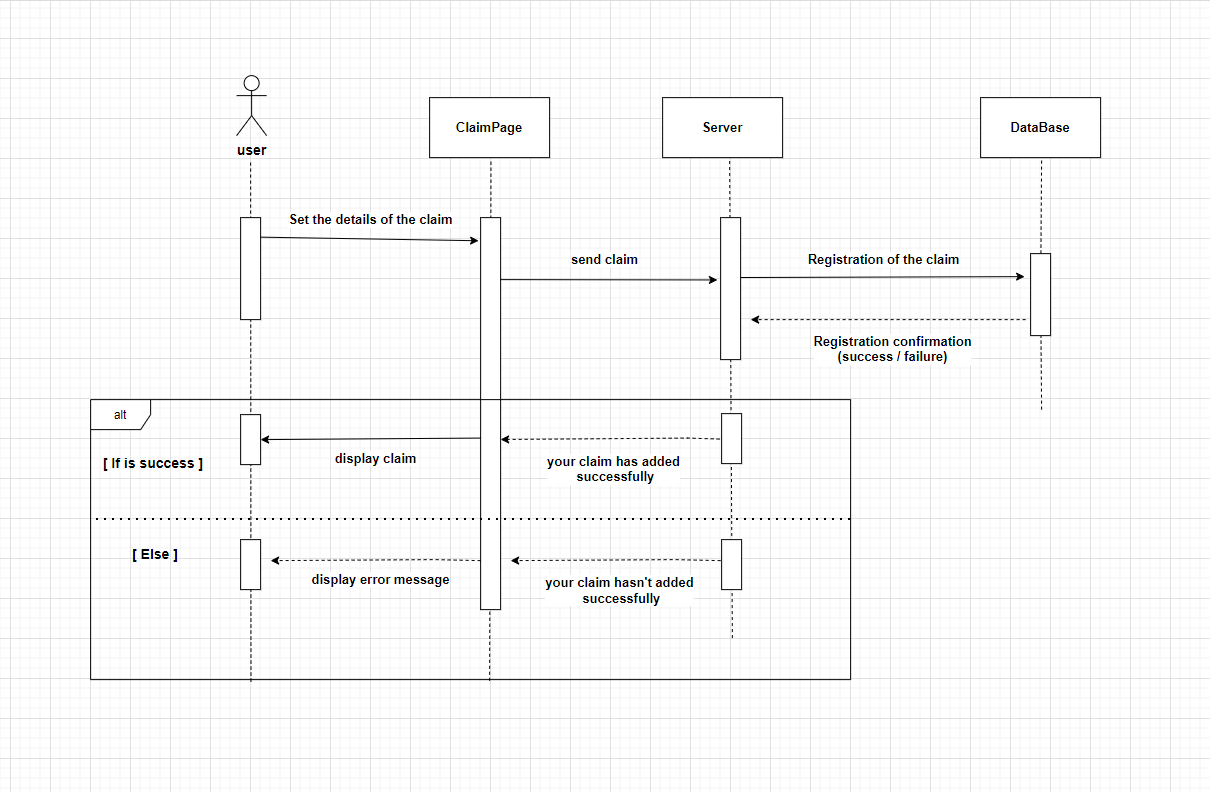 user
ClaimPage
Server
DataBase
Set the details of the claim
send claim
Registration of the claim
Registration confirmation
(success / failure)
alt
[ If is success ]
display claim
your claim has added
successfully
[ Else ]
display error message
your claim hasn't added
successfully